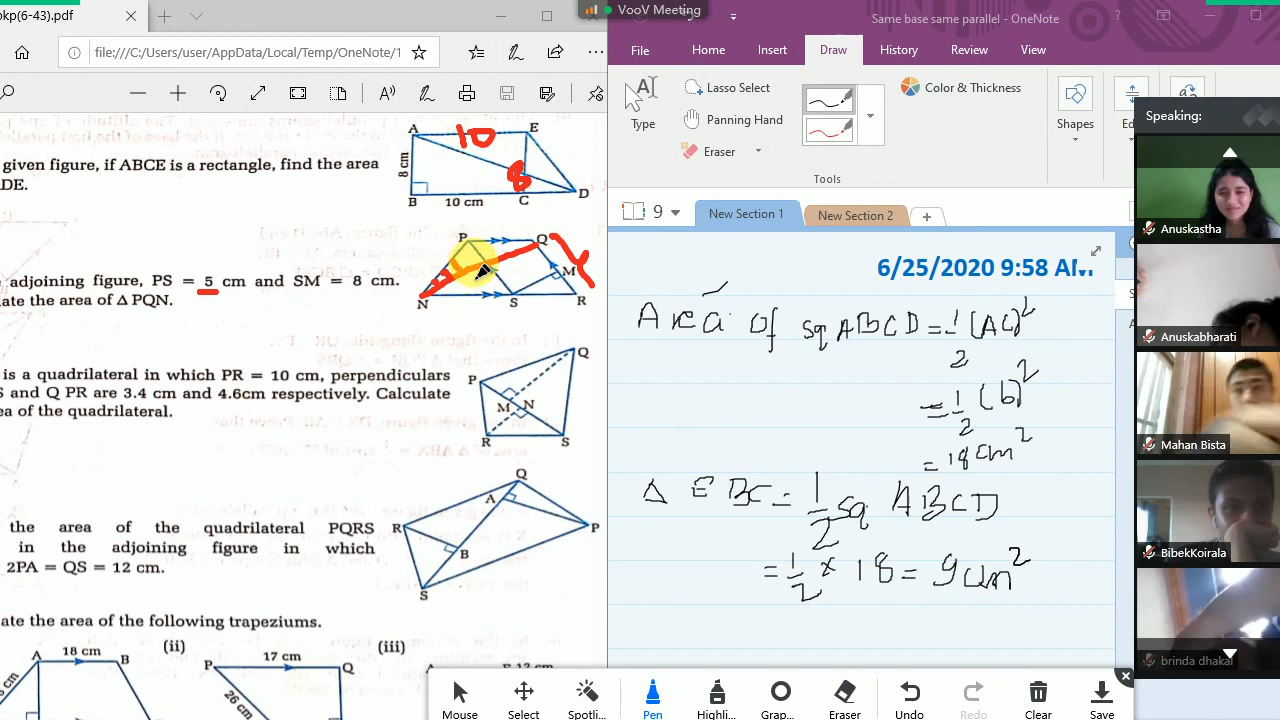 okp(6-43).pdf
VooV Meeting
Same base same parallel - OneNote
file:///C:/Users/user/AppData/Local/Temp/OneNote/1
File Home Insert Draw History Review View
Type
Lasso Select
Panning Hand
Eraser
Color & Thickness
Shapes
Tools
9 New Section 1 New Section 2
6/25/2020 9:58 AM
A 10 E
8 cm 8
B 10 cm C D
given figure, if ABCE is a rectangle, find the area
DE.
P Q
M
N S R
adjoining figure, PS = 5 cm and SM = 8 cm.
ate the area of Δ PQN.
is a quadrilateral in which PR = 10 cm, perpendiculars
S and Q PR are 3.4 cm and 4.6cm respectively. Calculate
ea of the quadrilateral.
Q
P
M N
R S
the area of the quadrilateral PQRS
in the adjoining figure in which
2PA = QS = 12 cm.
Q
A
R P
B
S
ate the area of the following trapeziums.
(ii) (iii)
A 18 cm B
P 17 cm Q
26 cm
Area of sq ABCD = 1/2 (AC)²
= 1/2 (6)²
= 18 cm²
Δ EBC = 1/2 sq ABCD
= 1/2 × 18 = 9 cm²
Speaking:
Anuskastha
Anuskabharati
Mahan Bista
BibekKoirala
brinda dhakal
Mouse Select Spotli... Pen Highli... Grap... Eraser Undo Redo Clear Save